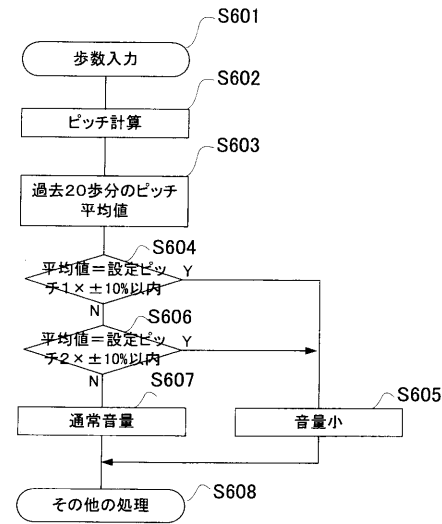 S601
歩数入力
S602
ピッチ計算
S603
過去20歩分のピッチ
平均値
S604
平均値=設定ピッ
チ1×±10%以内
Y
N
S606
平均値=設定ピッ
チ2×±10%以内
Y
N
S607
通常音量
S605
音量小
その他の処理
S608